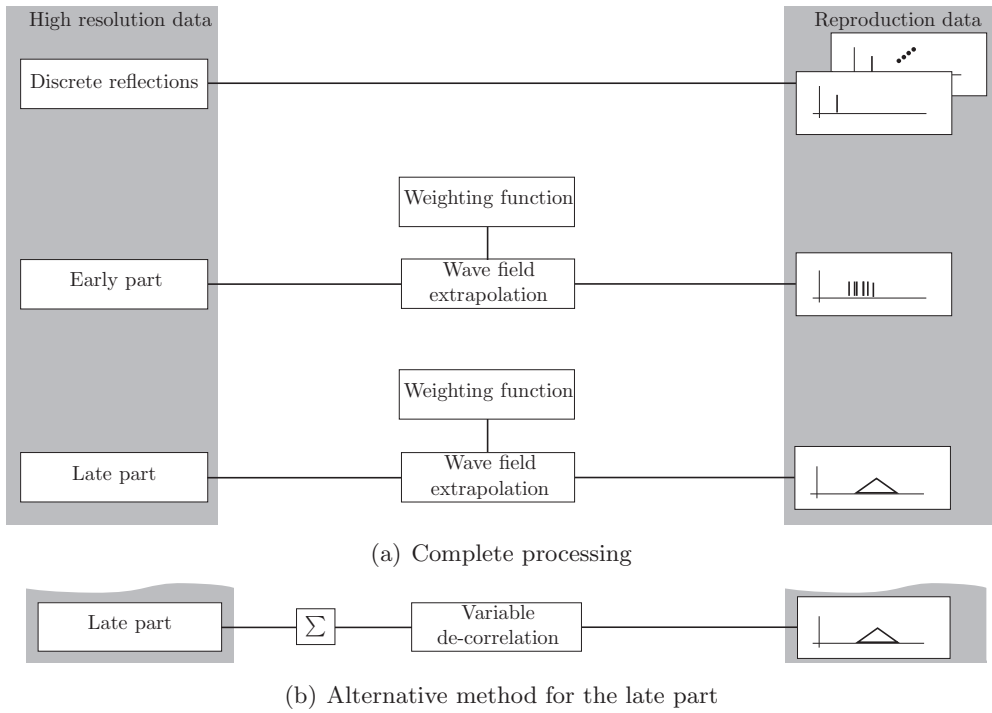 High resolution data
Reproduction data
Discrete reflections
Weighting function
Early part
Wave field
extrapolation
Weighting function
Late part
Wave field
extrapolation
(a) Complete processing
Late part
∑
Variable
de-correlation
(b) Alternative method for the late part